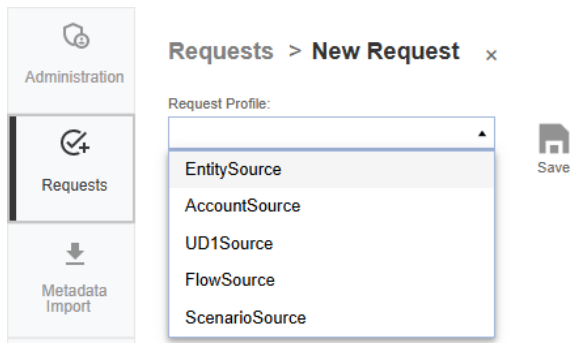 Administration
Requests > New Request ×
Request Profile:
Save
Requests
EntitySource
AccountSource
UD1Source
FlowSource
ScenarioSource
Metadata
Import